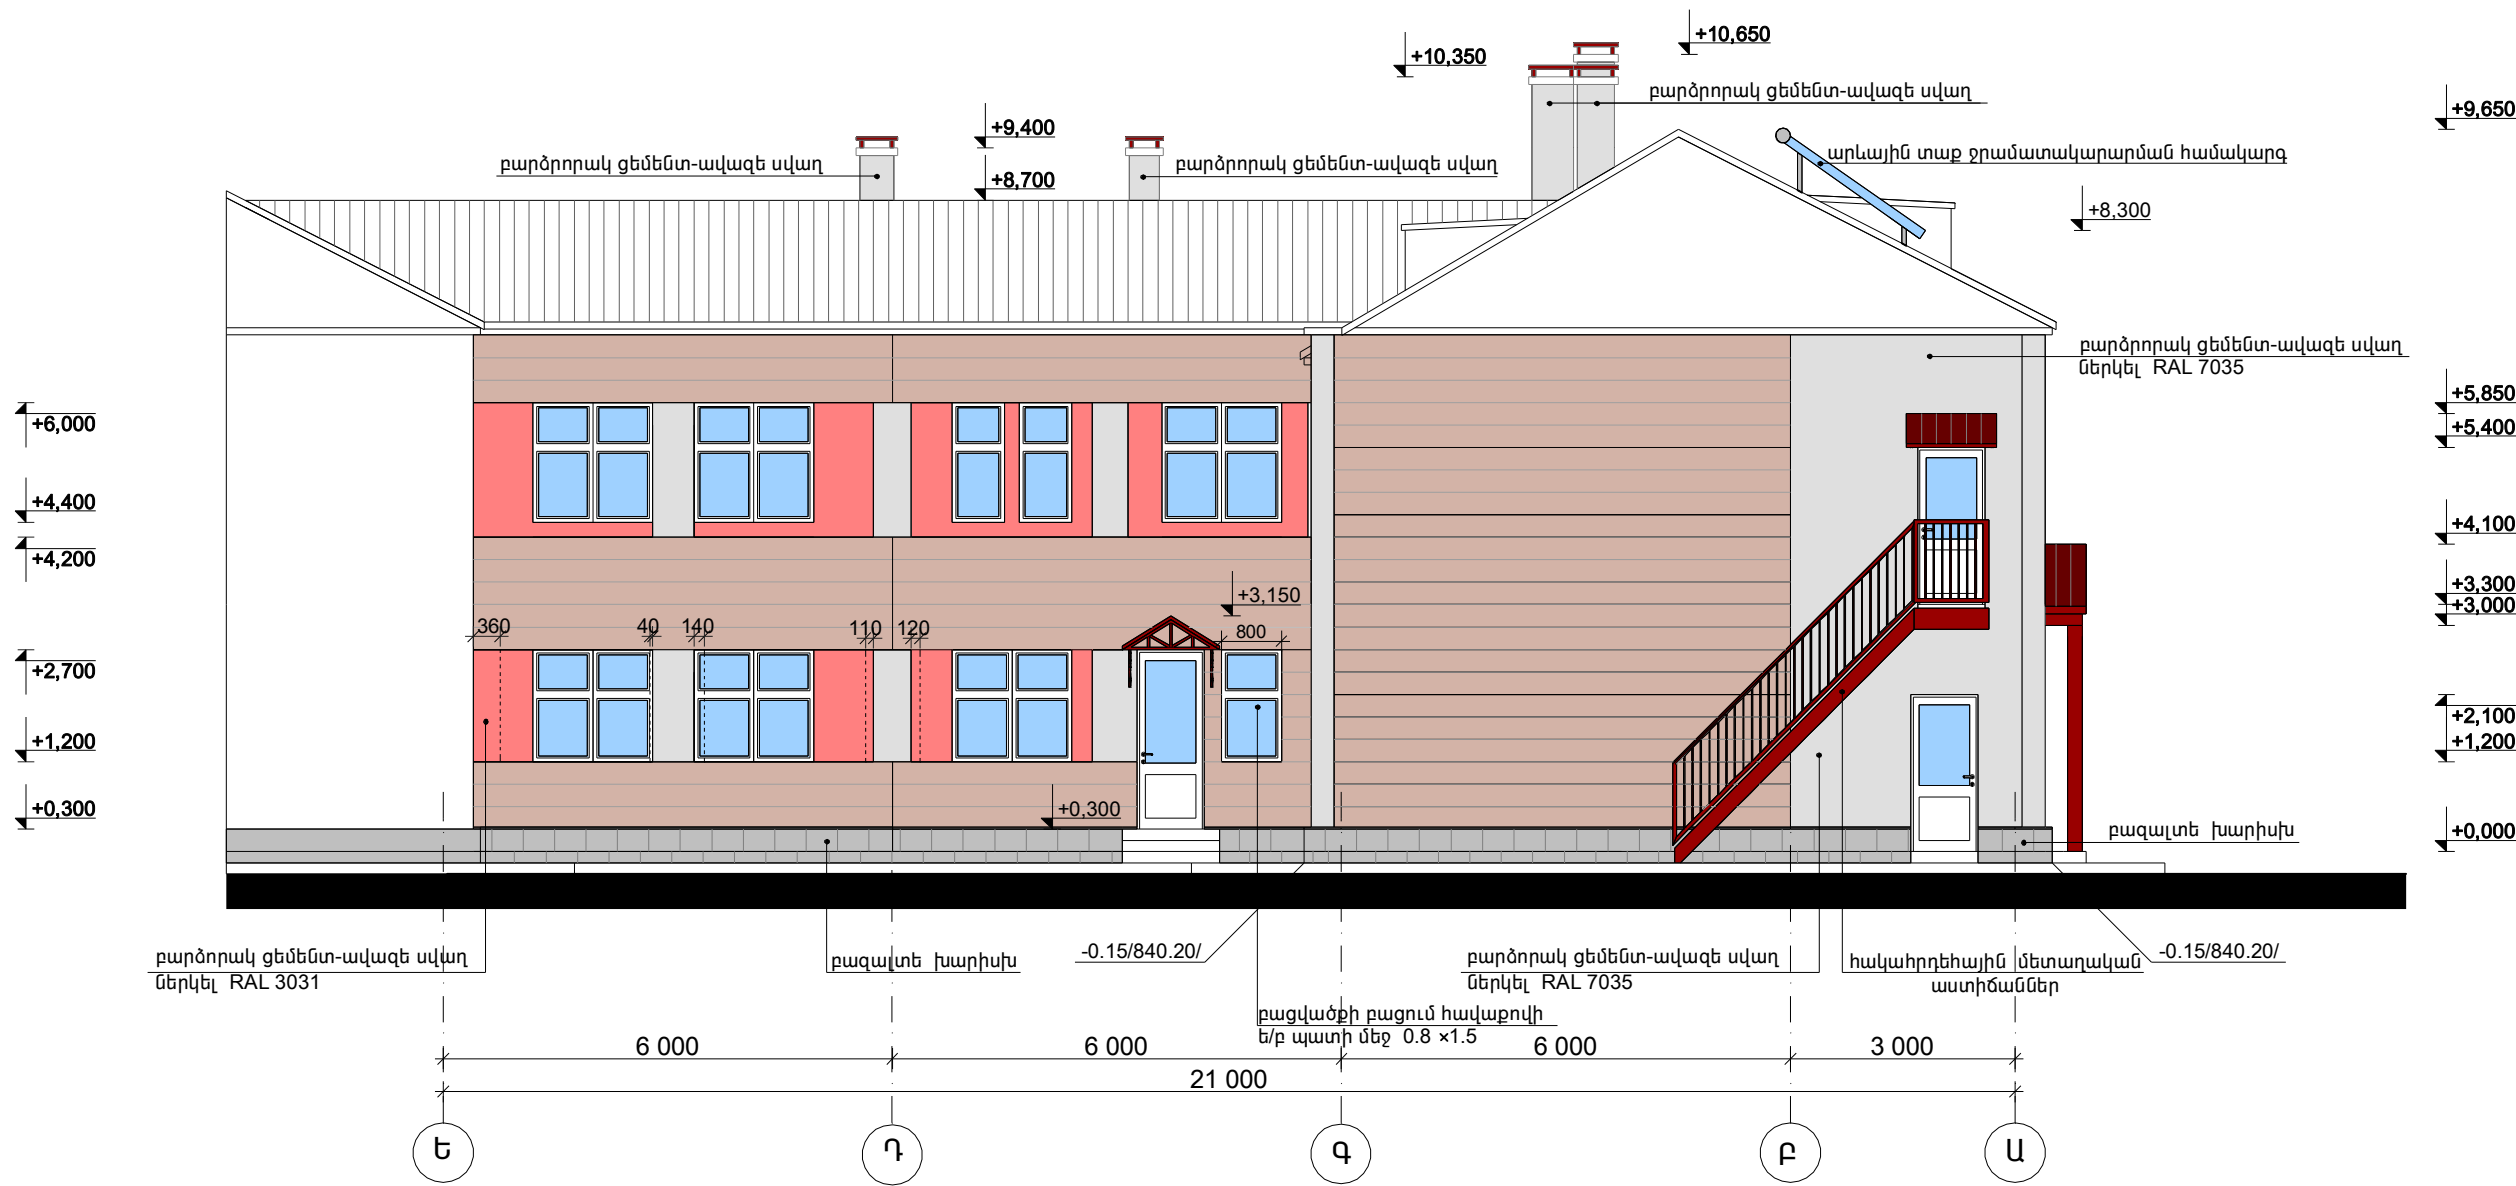 +10,650
+10,350
բարձրորակ ցեմենտ-ավազե սվաղ
+9,650
+9,400
բարձրորակ ցեմենտ-ավազե սվաղ
բարձրորակ ցեմենտ-ավազե սվաղ
արևային տաք ջրամատակարարման համակարգ
+8,700
+8,300
բարձրորակ ցեմենտ-ավազե սվաղ
ներկել RAL 7035
+6,000
+4,400
+4,200
+2,700
+1,200
+0,300
+5,850
+5,400
+4,100
+3,300
+3,000
+2,100
+1,200
+0,000
+3,150
360
40
140
110
120
800
+0,300
բազալտե խարիսխ
բարձորակ ցեմենտ-ավազե սվաղ
ներկել RAL 3031
բազալտե խարիսխ
-0.15/840.20/
բարձորակ ցեմենտ-ավազե սվաղ
ներկել RAL 7035
հակահրդեհային մետաղական
աստիճաններ
-0.15/840.20/
բացվածքի բացում հավաքովի
ե/բ պատի մեջ 0.8 ×1.5
6 000
6 000
6 000
3 000
21 000
Ե
Դ
Գ
Բ
Ա